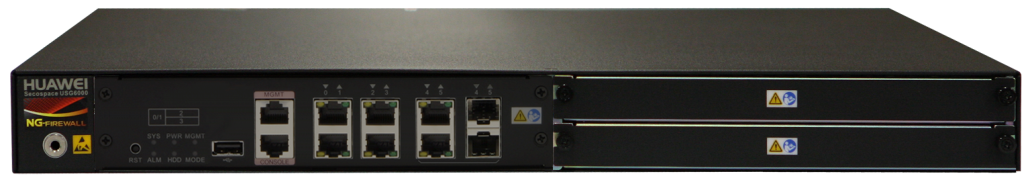 HUAWEI
Secospace USG6600
NG-FIREWALL
0/1
SYS PWR MGMT
RST ALM HDD MODE
MGMT
CONSOLE
0 1
2 3
4 5